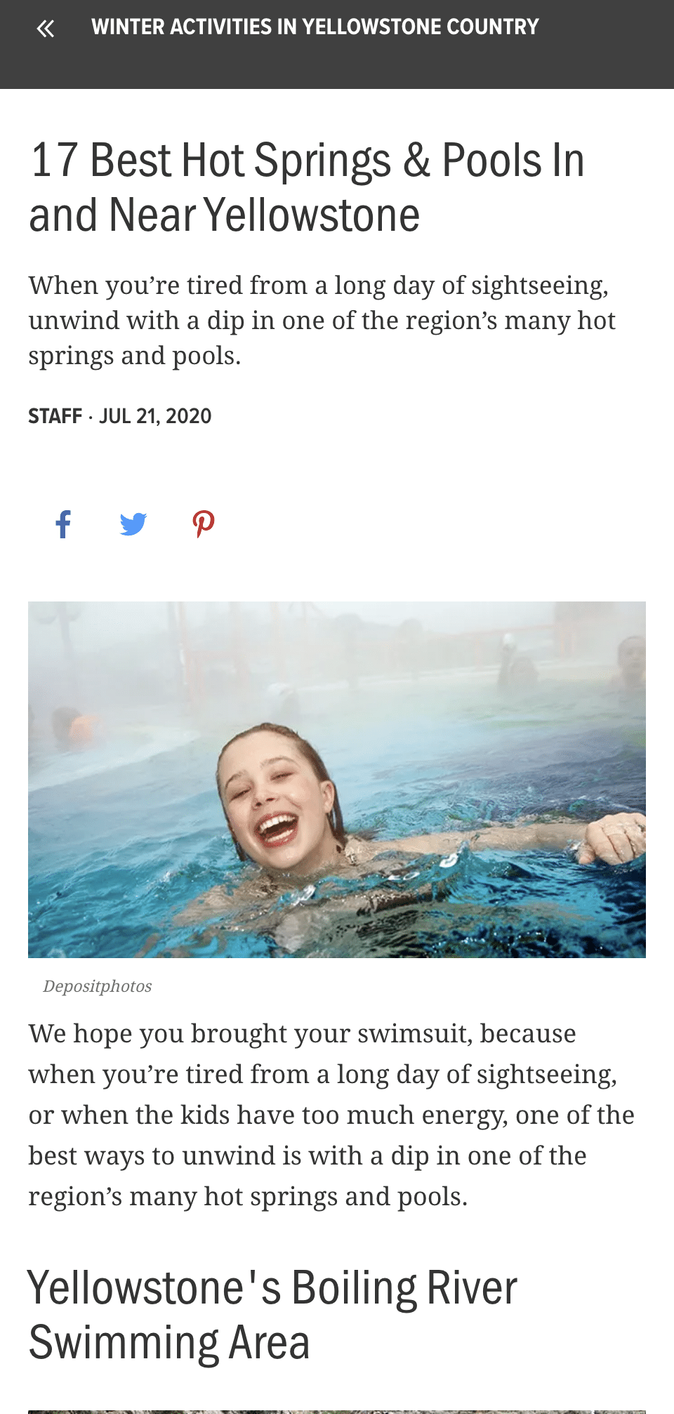 WINTER ACTIVITIES IN YELLOWSTONE COUNTRY
17 Best Hot Springs & Pools In
and Near Yellowstone
When you’re tired from a long day of sightseeing,
unwind with a dip in one of the region’s many hot
springs and pools.
STAFF · JUL 21, 2020
Depositphotos
We hope you brought your swimsuit, because
when you’re tired from a long day of sightseeing,
or when the kids have too much energy, one of the
best ways to unwind is with a dip in one of the
region’s many hot springs and pools.
Yellowstone's Boiling River
Swimming Area